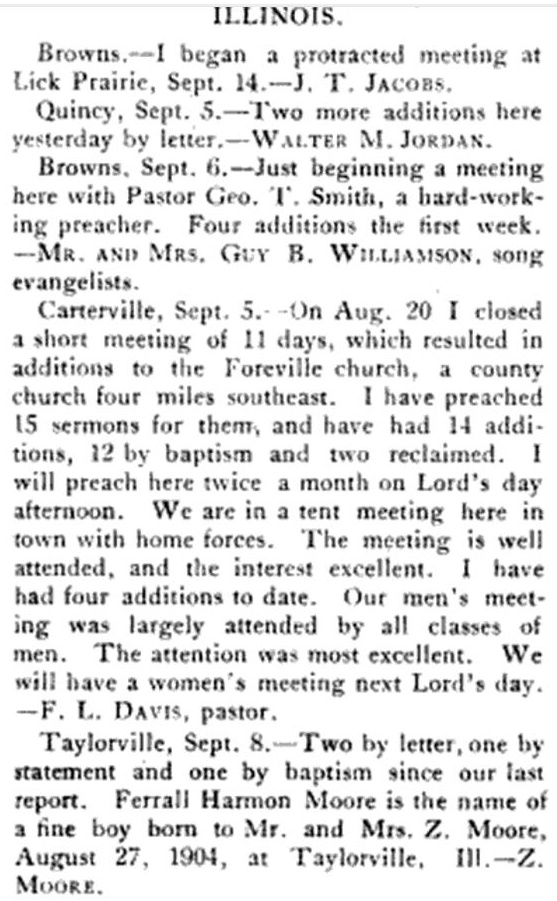 ILLINOIS.
Browns.—I began a protracted meeting at
Lick Prairie, Sept. 14.—J. T. JACOBS.
Quincy, Sept. 5.—Two more additions here
yesterday by letter.—WALTER M. JORDAN.
Browns, Sept. 6.—Just beginning a meeting
here with Pastor Geo. T. Smith, a hard-work-
ing preacher. Four additions the first week.
—MR. AND MRS. GUY B. WILLIAMSON, song
evangelists.
Carterville, Sept. 5.- -On Aug. 20 I closed
a short meeting of 11 days, which resulted in
additions to the Foreville church, a county
church four miles southeast. I have preached
15 sermons for them, and have had 14 addi-
tions, 12 by baptism and two reclaimed. I
will preach here twice a month on Lord's day
afternoon. We are in a tent meeting here in
town with home forces. The meeting is well
attended, and the interest excellent. I have
had four additions to date. Our men's meet-
ing was largely attended by all classes of
men. The attention was most excellent. We
will have a women's meeting next Lord's day.
—F. L. DAVIS, pastor.
Taylorville, Sept. 8.—Two by letter, one by
statement and one by baptism since our last
report. Ferrall Harmon Moore is the name of
a fine boy born to Mr. and Mrs. Z. Moore,
August 27, 1904, at Taylorville, Ill.—Z.
MOORE.